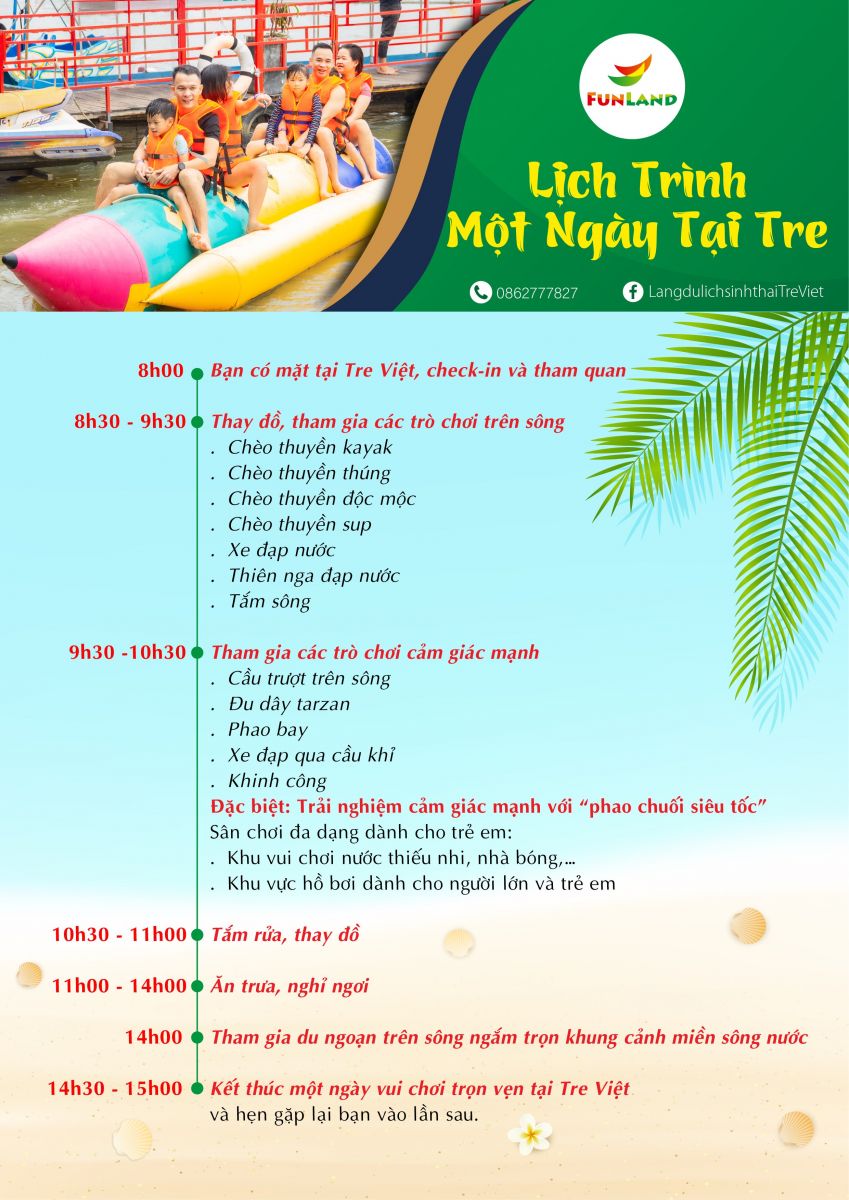 FUNLAND
Lịch Trình
Một Ngày Tại Tre
0862777827
LangdulichsinhthaiTreViet
8h00 Bạn có mặt tại Tre Việt, check-in và tham quan
8h30 - 9h30 Thay đồ, tham gia các trò chơi trên sông
. Chèo thuyền kayak
. Chèo thuyền thúng
. Chèo thuyền độc mộc
. Chèo thuyền sup
. Xe đạp nước
. Thiên nga đạp nước
. Tắm sông
9h30 -10h30 Tham gia các trò chơi cảm giác mạnh
. Cầu trượt trên sông
. Đu dây tarzan
. Phao bay
. Xe đạp qua cầu khỉ
. Khinh công
Đặc biệt: Trải nghiệm cảm giác mạnh với “phao chuối siêu tốc”
Sân chơi đa dạng dành cho trẻ em:
. Khu vui chơi nước thiếu nhi, nhà bóng,...
. Khu vực hồ bơi dành cho người lớn và trẻ em
10h30 - 11h00 Tắm rửa, thay đồ
11h00 - 14h00 Ăn trưa, nghỉ ngơi
14h00 Tham gia du ngoạn trên sông ngắm trọn khung cảnh miền sông nước
14h30 - 15h00 Kết thúc một ngày vui chơi trọn vẹn tại Tre Việt
và hẹn gặp lại bạn vào lần sau.